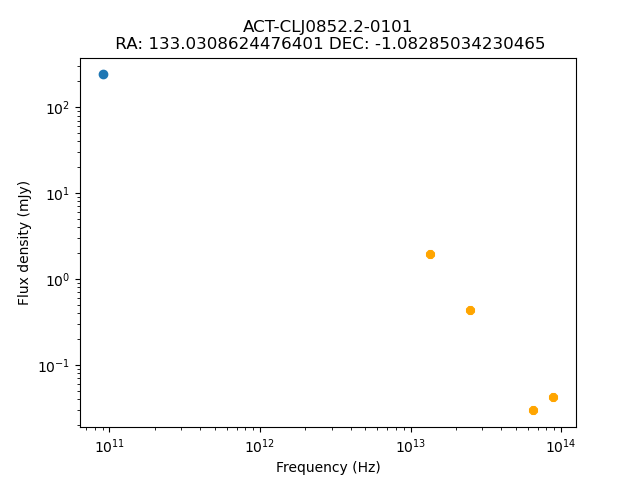 ACT-CLJ0852.2-0101
RA: 133.0308624476401 DEC: -1.08285034230465
Flux density (mJy)
10²
10¹
10⁰
10⁻¹
10¹¹
10¹²
10¹³
10¹⁴
Frequency (Hz)